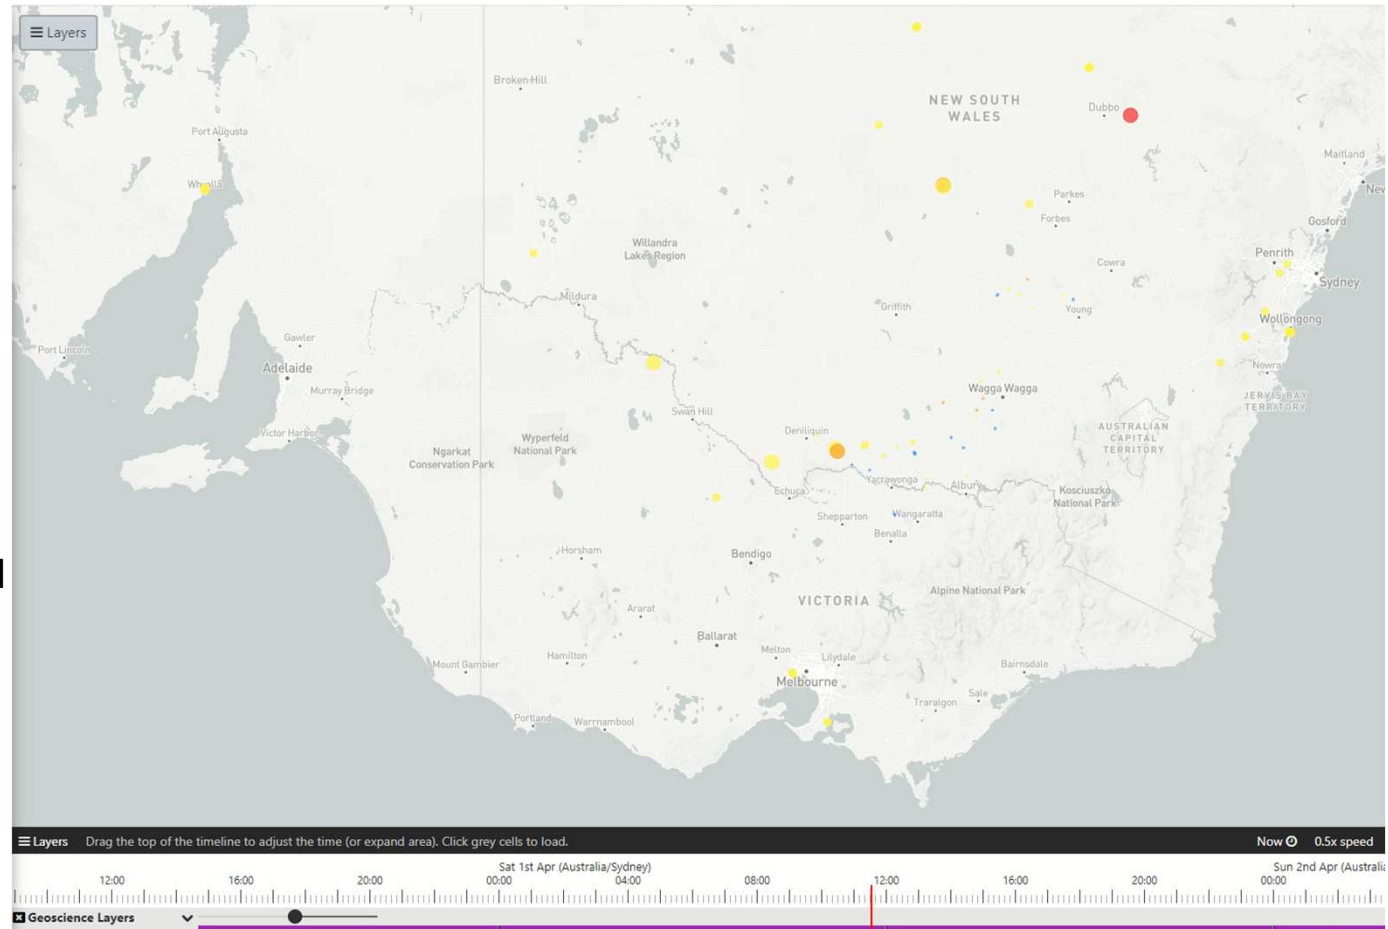 Layers
Broken Hill
NEW SOUTH
WALES
Dubbo
Port Augusta
Maitland
Whyalla
New
Parkes
Forbes
Gosford
Willandra
Lakes Region
Penrith
Cowra
Sydney
Mildura
Griffith
Young
Wollongong
Gawler
Port Lincoln
Adelaide
Nowra
Murray Bridge
Wagga Wagga
JERVIS BAY
TERRITORY
Swan Hill
Victor Harbor
Deniliquin
AUSTRALIAN
CAPITAL
TERRITORY
Wyperfeld
National Park
Ngarkat
Conservation Park
Yarrawonga
Albury
Echuca
Kosciuszko
National Park
Shepparton
Wangaratta
Benalla
Horsham
Bendigo
Alpine National Park
VICTORIA
Ararat
Ballarat
Melton
Lilydale
Hamilton
Mount Gambier
Bairnsdale
Melbourne
Sale
Traralgon
Portland
Warrnambool
Layers Drag the top of the timeline to adjust the time (or expand area). Click grey cells to load. Now 0.5x speed
Sat 1st Apr (Australia/Sydney) Sun 2nd Apr (Australia
12:00 16:00 20:00 00:00 04:00 08:00 12:00 16:00 20:00 00:00
Geoscience Layers